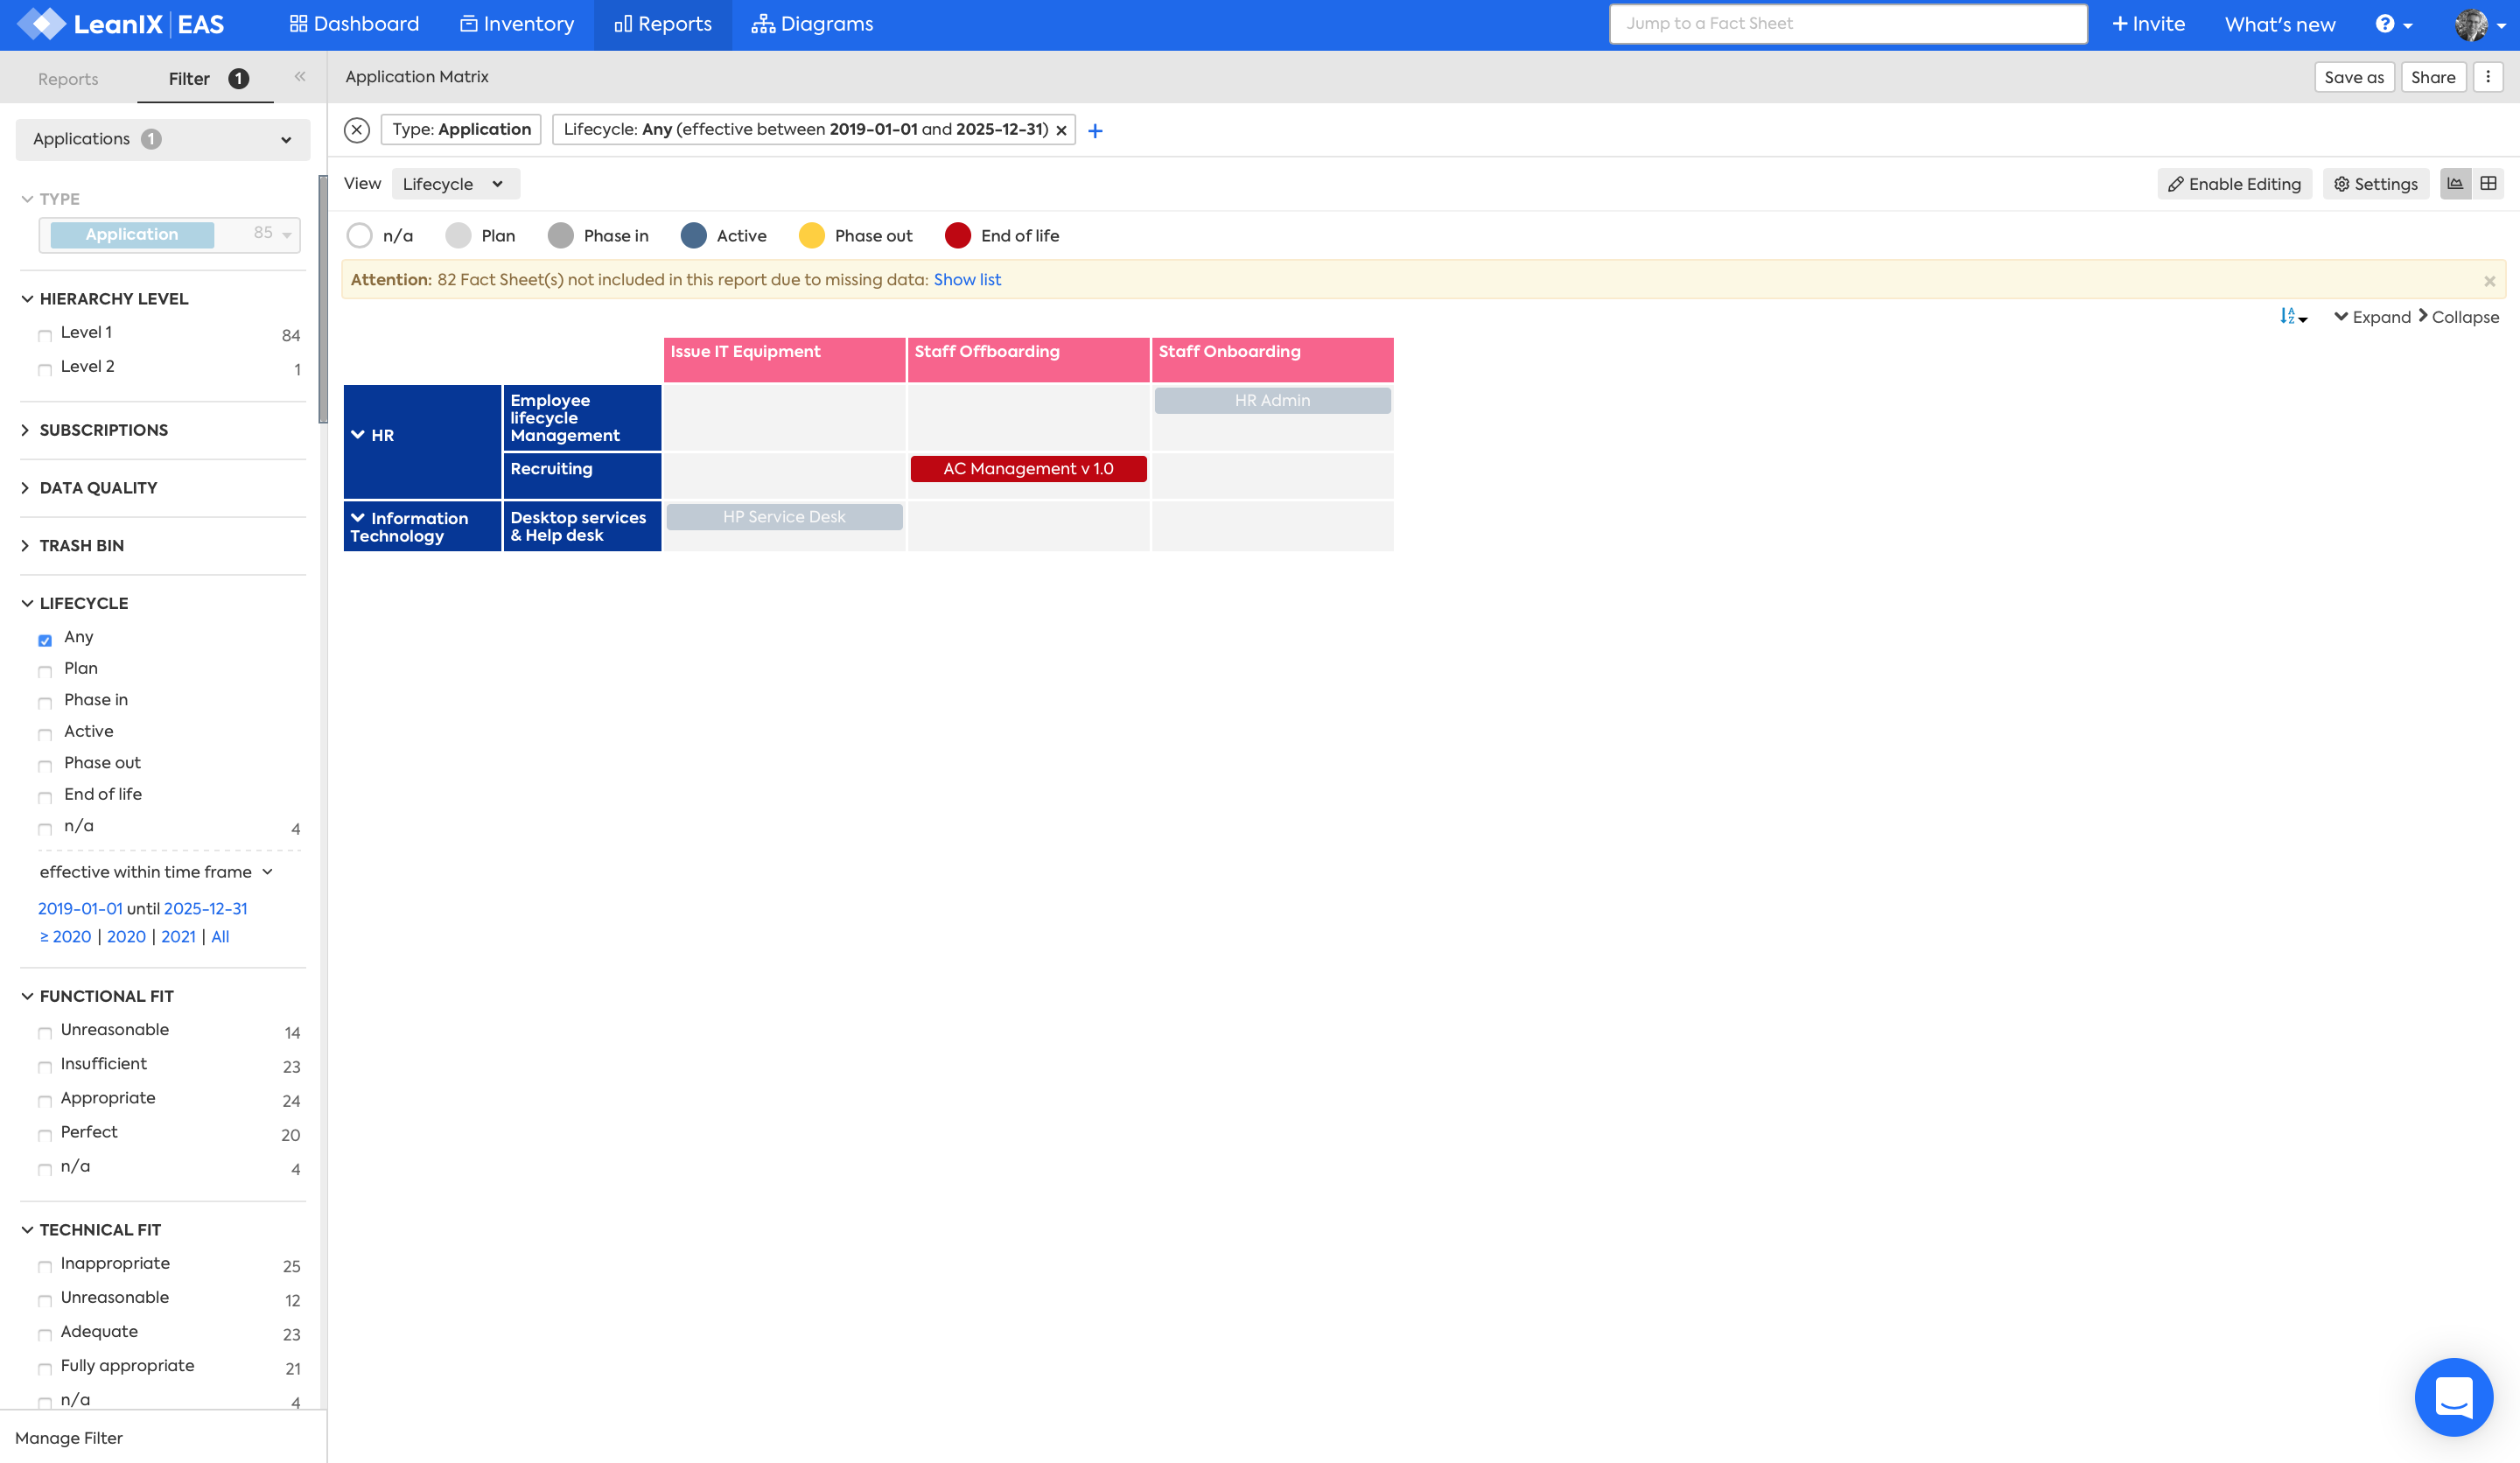 LeanIX | EAS
Dashboard
Inventory
Reports
Diagrams
Jump to a Fact Sheet
+ Invite
What's new
?
Reports
Filter 1
«
Application Matrix
Save as
Share
Applications 1
Type: Application
Lifecycle: Any (effective between 2019-01-01 and 2025-12-31) ×
+
TYPE
Application 85
View
Lifecycle
Enable Editing
Settings
n/a
Plan
Phase in
Active
Phase out
End of life
Attention: 82 Fact Sheet(s) not included in this report due to missing data: Show list
×
HIERARCHY LEVEL
Level 1 84
Level 2 1
SUBSCRIPTIONS
DATA QUALITY
TRASH BIN
LIFECYCLE
Any
Plan
Phase in
Active
Phase out
End of life
n/a 4
effective within time frame
2019-01-01 until 2025-12-31
≥ 2020 | 2020 | 2021 | All
FUNCTIONAL FIT
Unreasonable 14
Insufficient 23
Appropriate 24
Perfect 20
n/a 4
TECHNICAL FIT
Inappropriate 25
Unreasonable 12
Adequate 23
Fully appropriate 21
n/a 4
Manage Filter
A
Z
Expand
Collapse
Issue IT Equipment
Staff Offboarding
Staff Onboarding
HR
Employee
lifecycle
Management
HR Admin
Recruiting
AC Management v 1.0
Information
Technology
Desktop services
& Help desk
HP Service Desk